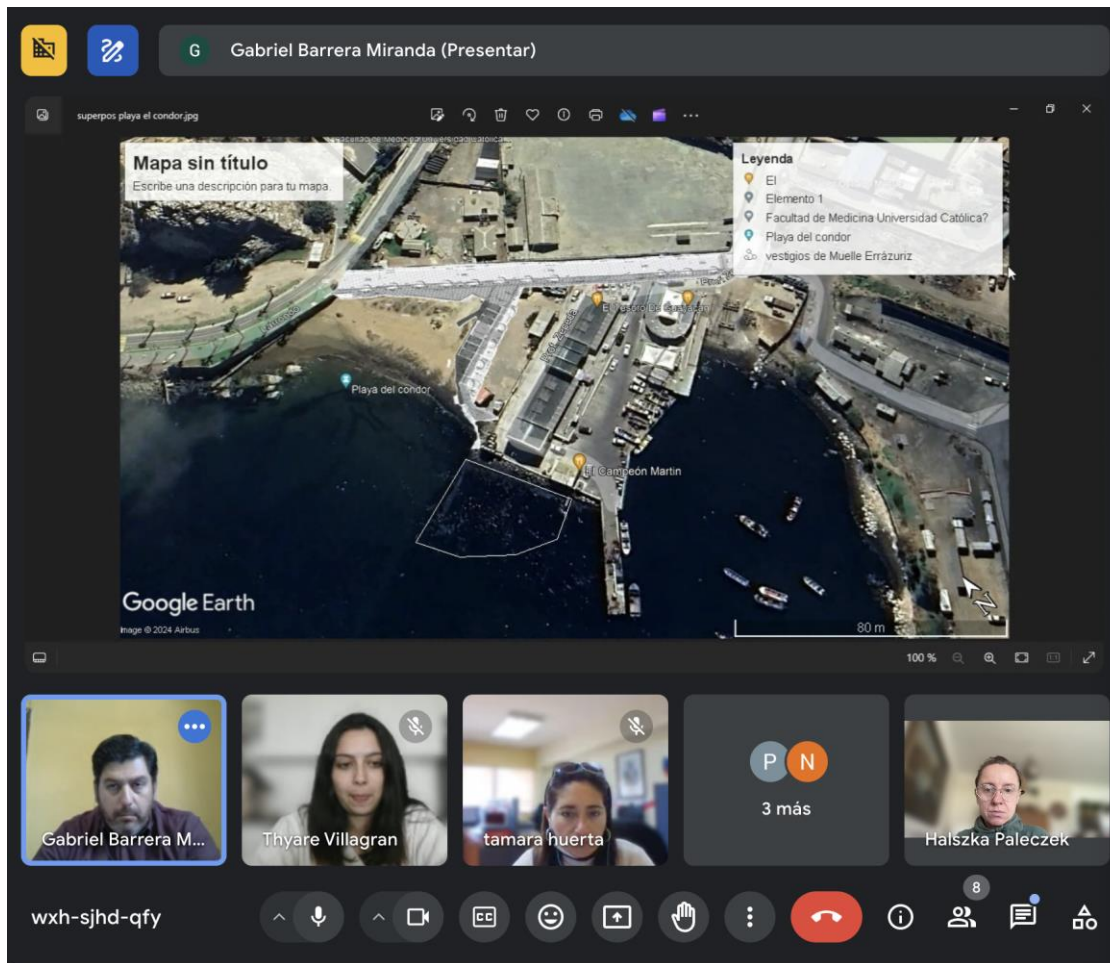 G Gabriel Barrera Miranda (Presentar)
superpos playa el condor.jpg
Mapa sin título
Escribe una descripción para tu mapa.
Leyenda
El
Elemento 1
Facultad de Medicina Universidad Católica?
Playa del condor
vestigios de Muelle Errázuriz
Playa del condor
El Campeón Martin
Google Earth
Image © 2024 Airbus
80 m
N
100 %
1:1
Gabriel Barrera M...
Thyare Villagran
tamara huerta
P N
3 más
Halszka Paleczek
wxh-sjhd-qfy
CC
8